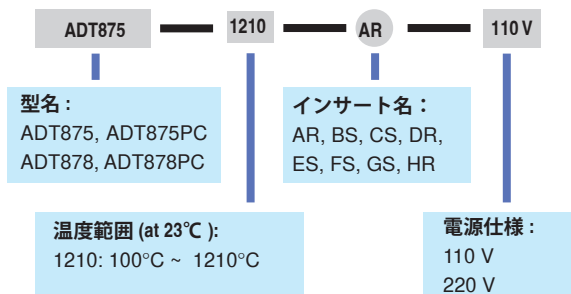 ADT875
1210
AR
110 V
型名 :
ADT875, ADT875PC
ADT878, ADT878PC
インサート名：
AR, BS, CS, DR,
ES, FS, GS, HR
温度範囲 (at 23℃ ):
1210: 100°C ~ 1210°C
電源仕様 :
110 V
220 V